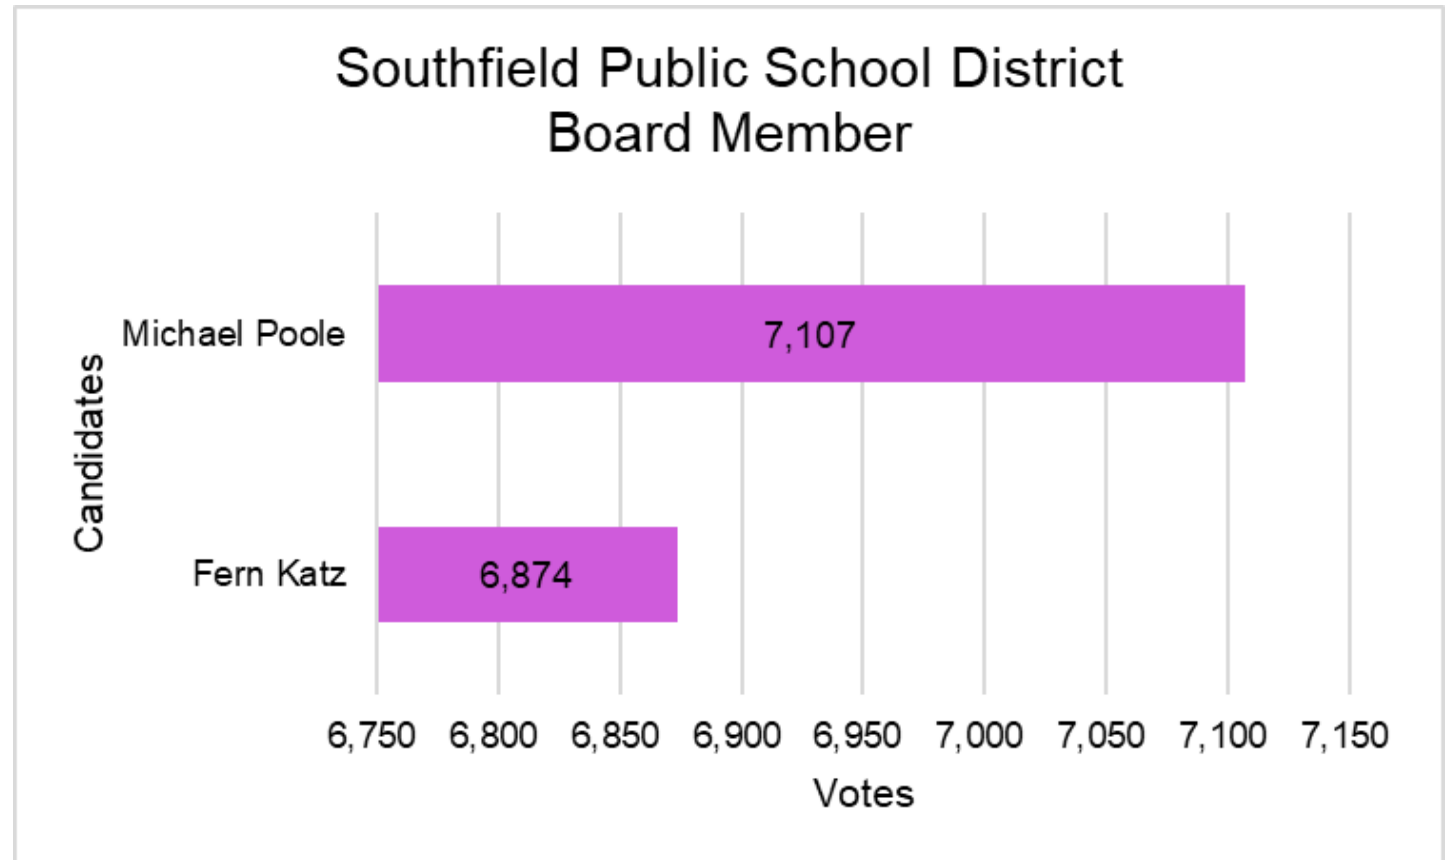 Southfield Public School District
Board Member
Michael Poole
7,107
Candidates
Fern Katz
6,874
6,750 6,800 6,850 6,900 6,950 7,000 7,050 7,100 7,150
Votes